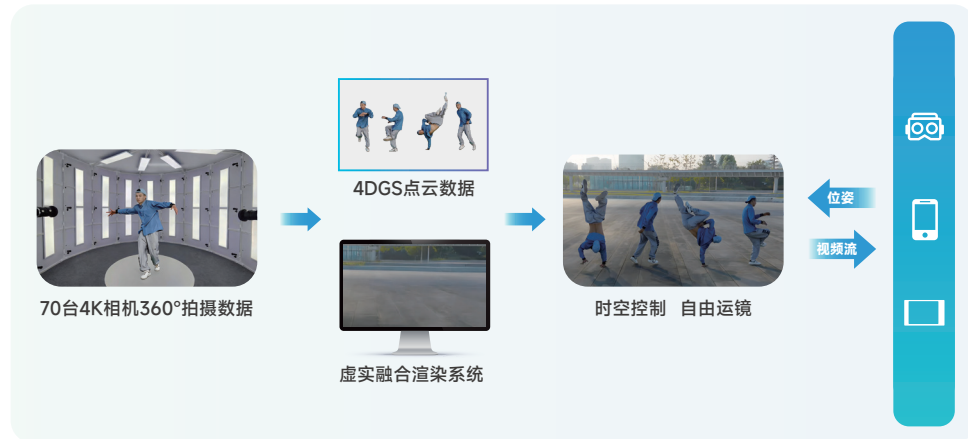 70台4K相机360°拍摄数据
4DGS点云数据
虚实融合渲染系统
时空控制 自由运镜
位姿
视频流